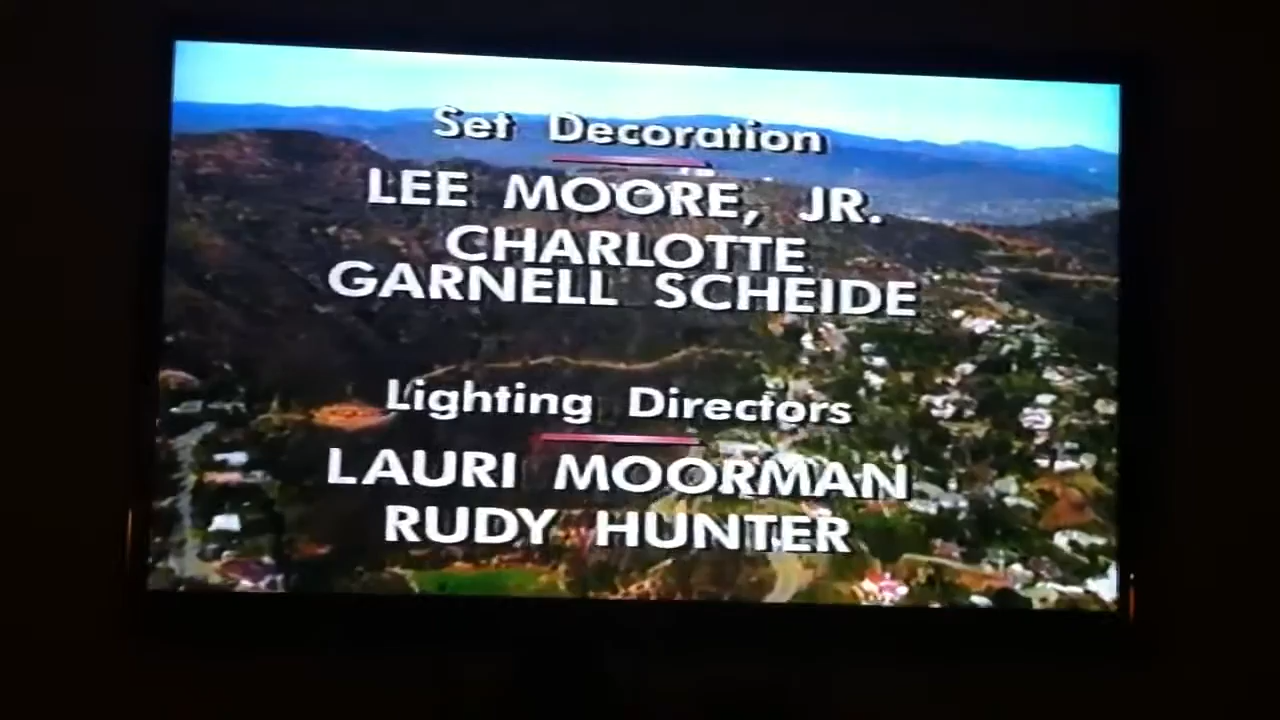 Set Decoration
LEE MOORE, JR.
CHARLOTTE
GARNELL SCHEIDE
Lighting Directors
LAURI MOORMAN
RUDY HUNTER